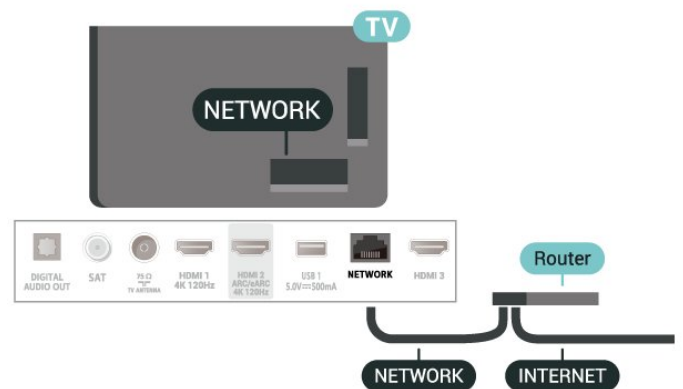 TV
NETWORK
DIGITAL
AUDIO OUT
SAT
75 Ω
TV ANTENNA
HDMI 1
4K 120Hz
HDMI 2
ARC/eARC
4K 120Hz
USB 1
5.0V⎓500mA
NETWORK
HDMI 3
Router
NETWORK
INTERNET